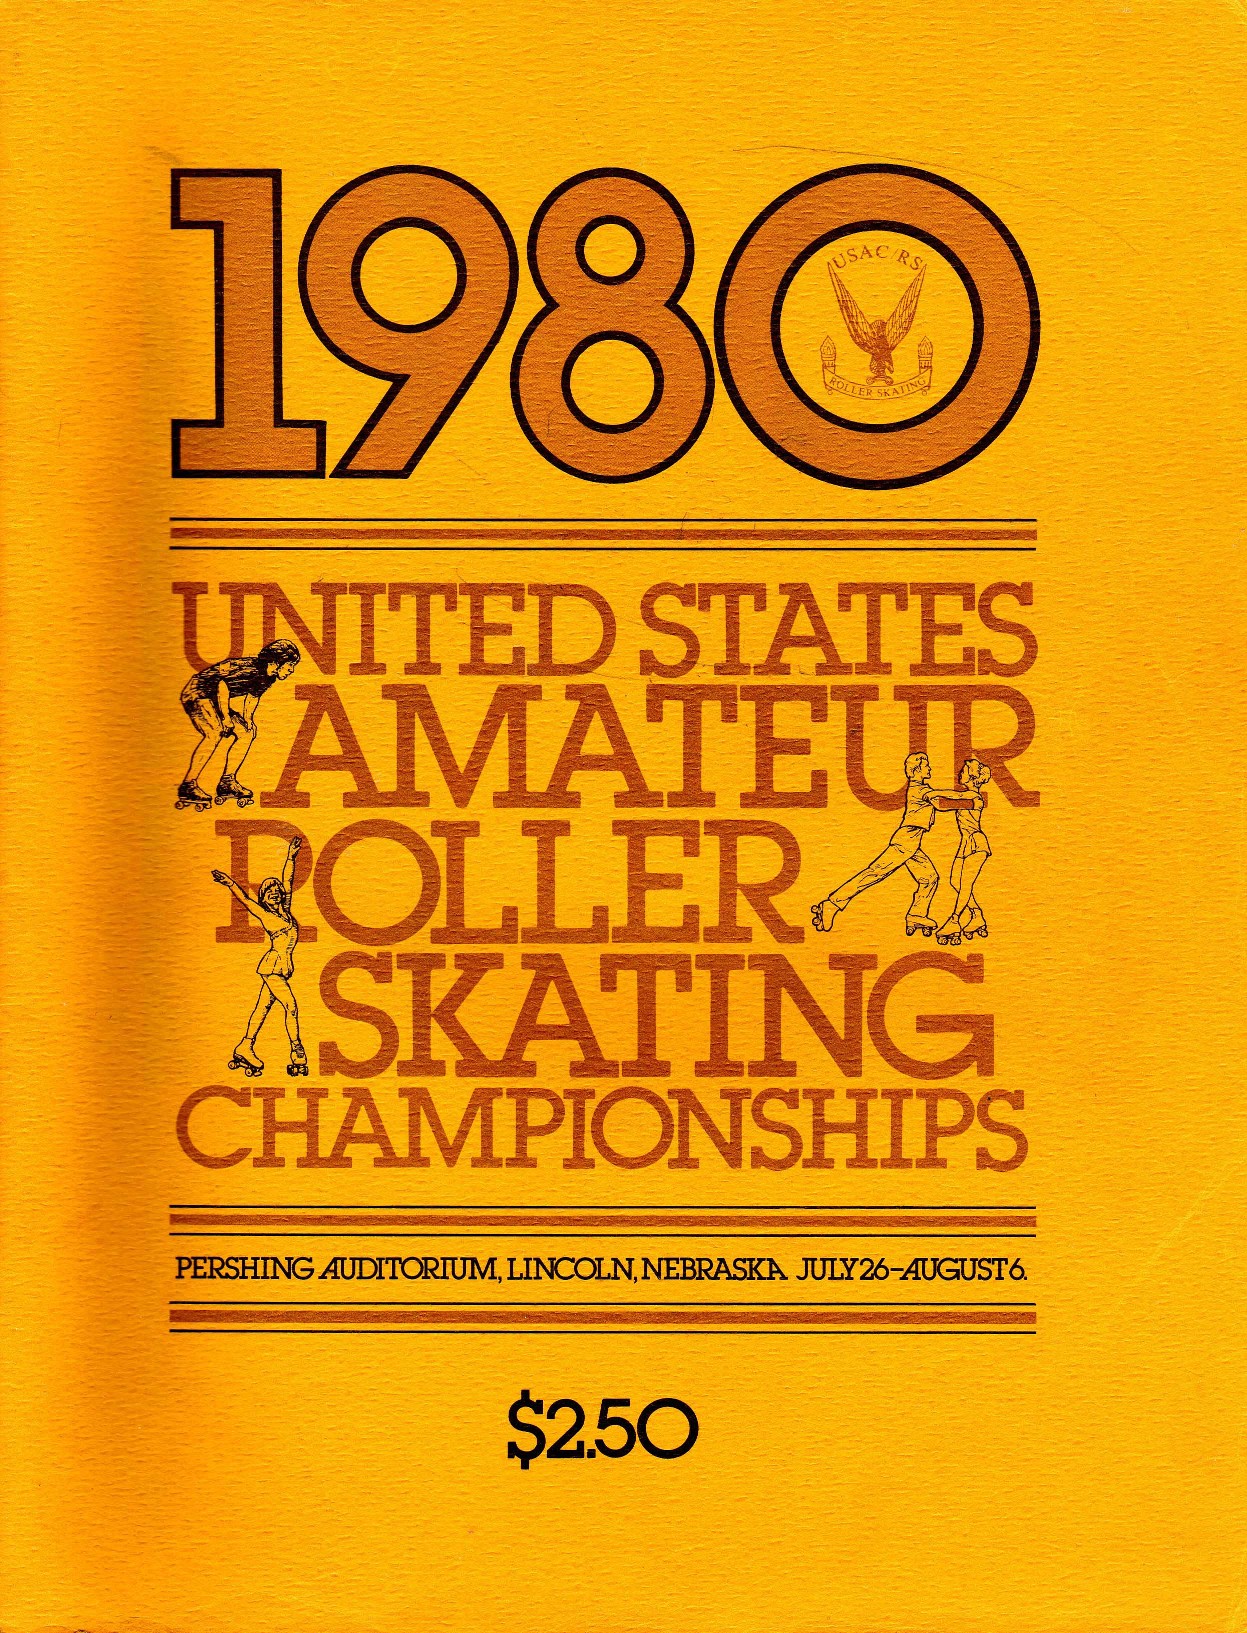 1980
USAC/RS
ROLLER SKATING
UNITED STATES
AMATEUR
ROLLER
SKATING
CHAMPIONSHIPS
PERSHING AUDITORIUM, LINCOLN, NEBRASKA JULY 26-AUGUST 6.
$2.50